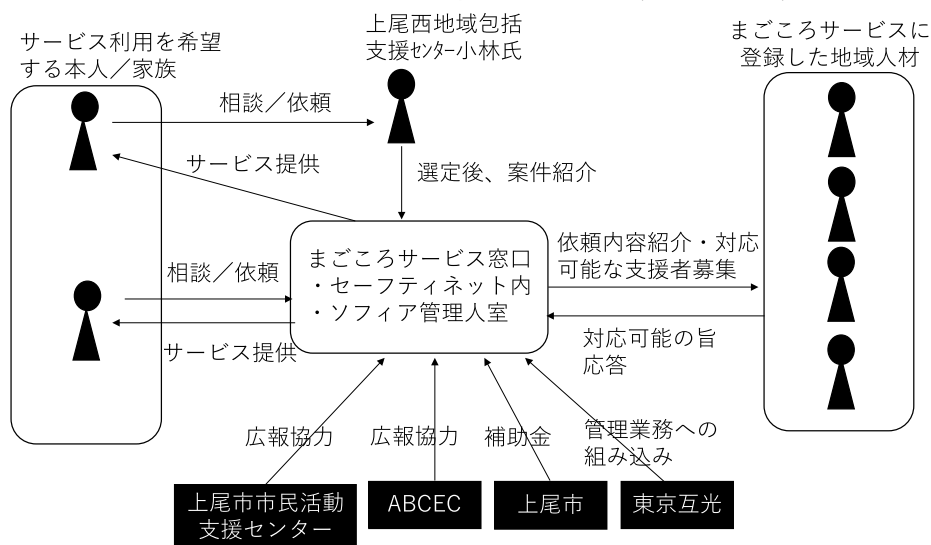 サービス利用を希望
する本人／家族
上尾西地域包括
支援ｾﾝﾀｰ小林氏
まごころサービスに
登録した地域人材
相談／依頼
サービス提供
選定後、案件紹介
まごころサービス窓口
・セーフティネット内
・ソフィア管理人室
依頼内容紹介・対応
可能な支援者募集
相談／依頼
サービス提供
対応可能の旨
応答
広報協力
広報協力
補助金
管理業務への
組み込み
上尾市市民活動
支援センター
ABCEC
上尾市
東京互光